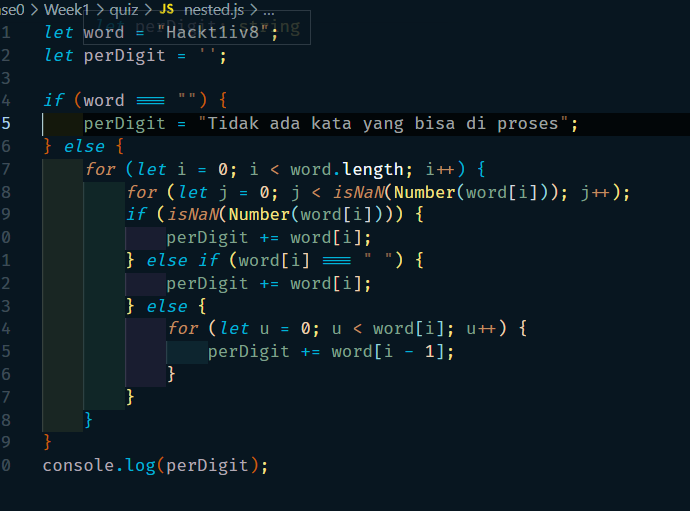 ase0 > Week1 > quiz > JS nested.js > ...
let perDigit: string
1 let word = "Hackt1iv8";
2 let perDigit = '';
3
4 if (word === "") {
5 perDigit = "Tidak ada kata yang bisa di proses";
6 } else {
7 for (let i = 0; i < word.length; i++) {
8 for (let j = 0; j < isNaN(Number(word[i])); j++);
9 if (isNaN(Number(word[i]))) {
0 perDigit += word[i];
1 } else if (word[i] === " ") {
2 perDigit += word[i];
3 } else {
4 for (let u = 0; u < word[i]; u++) {
5 perDigit += word[i - 1];
6 }
7 }
8 }
9 }
0 console.log(perDigit);